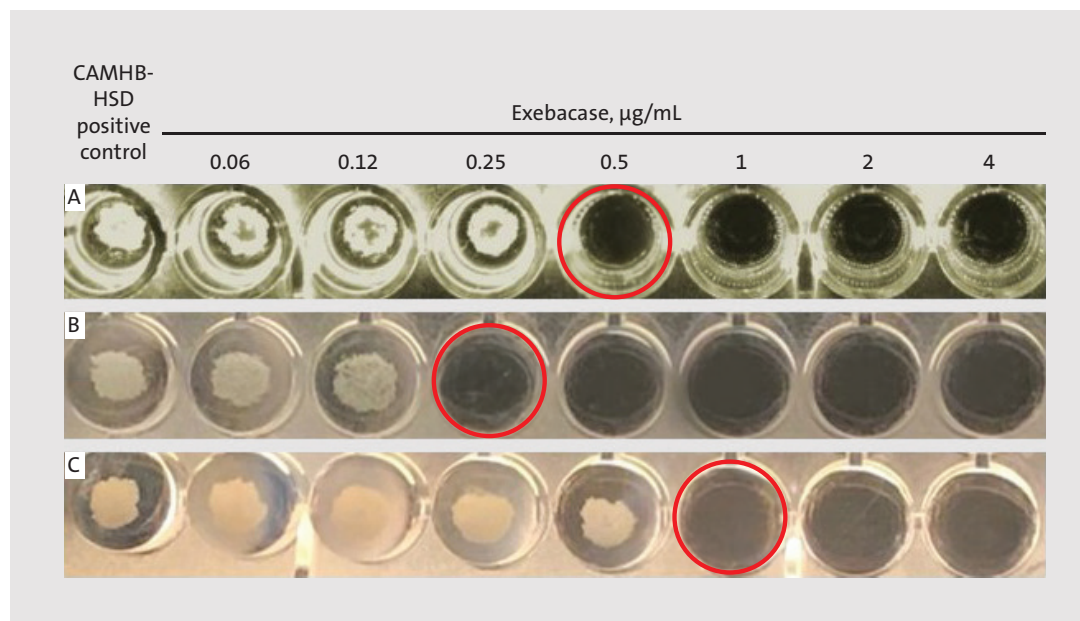 CAMHB-
HSD
positive
control
Exebacase, µg/mL
0.06 0.12 0.25 0.5 1 2 4
A
B
C